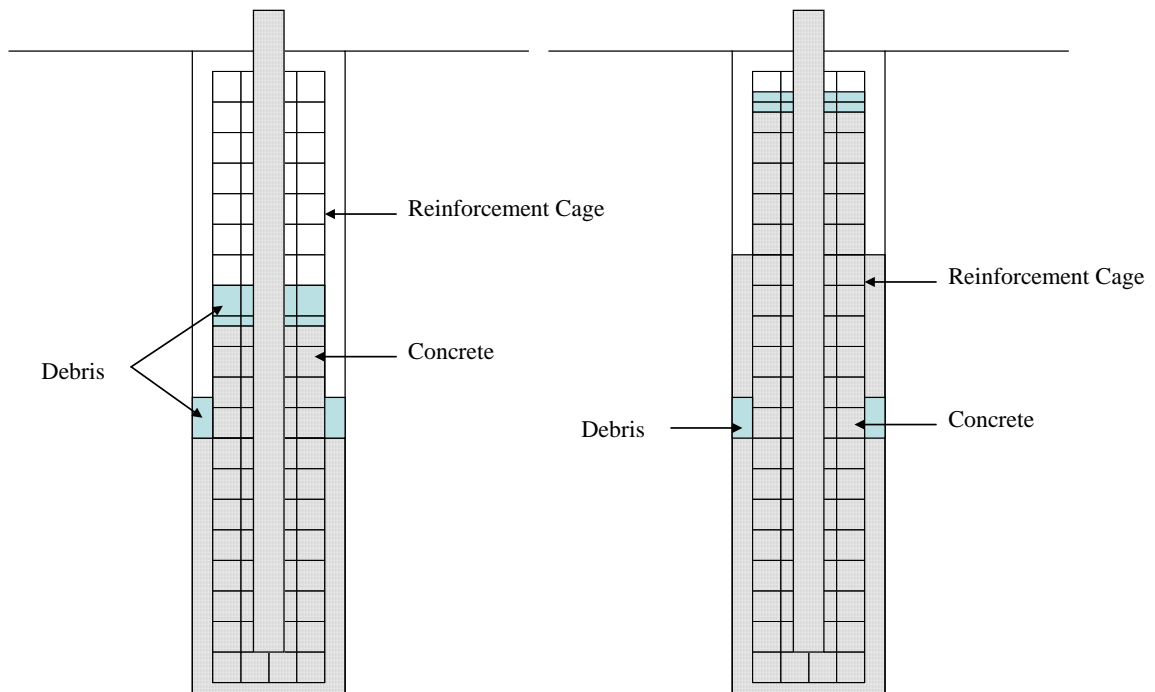 Reinforcement Cage
Concrete
Debris
Reinforcement Cage
Concrete
Debris